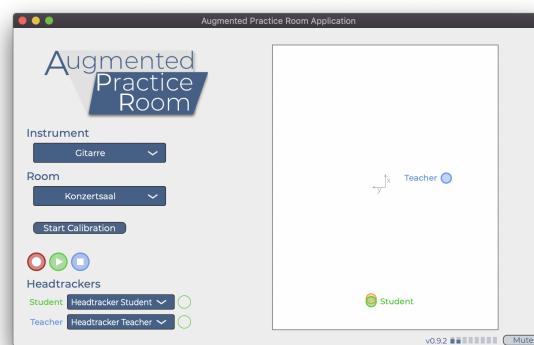 Augmented Practice Room Application
Augmented
Practice
Room
Instrument
Gitarre
Room
Konzertsaal
Start Calibration
Headtrackers
Student Headtracker Student
Teacher Headtracker Teacher
x
y
Teacher
Student
v0.9.2
Mute